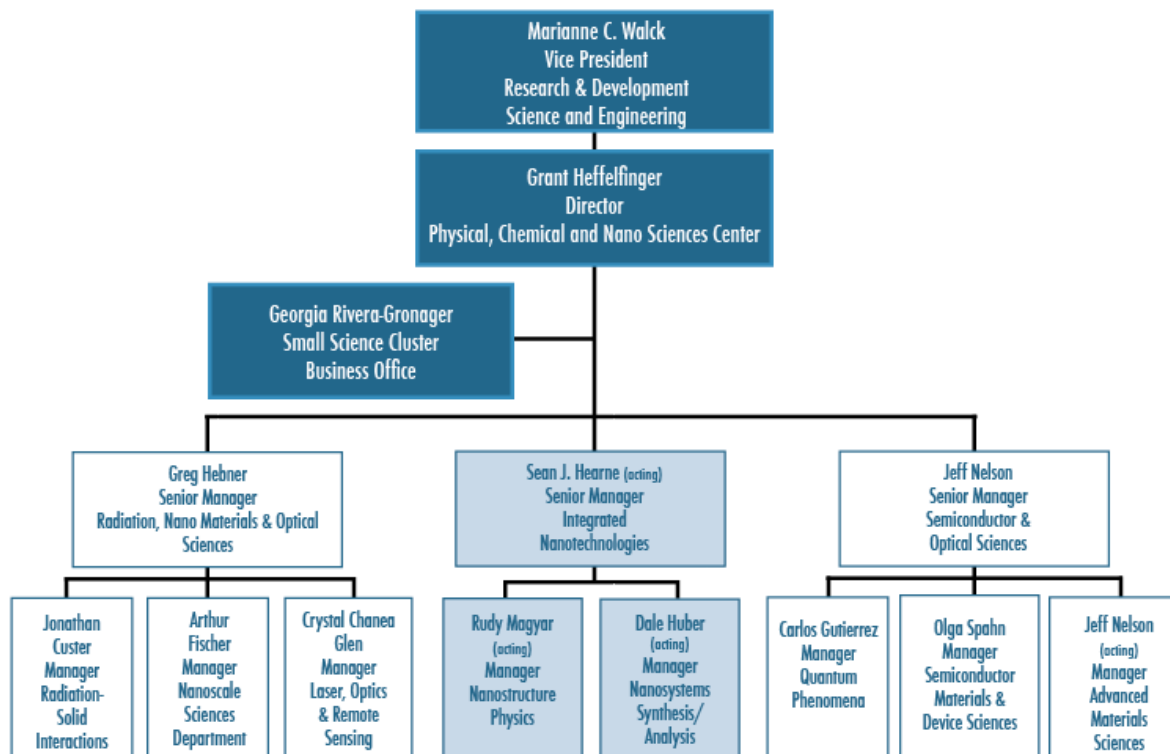 Marianne C. Walck
Vice President
Research & Development
Science and Engineering
Grant Heffelfinger
Director
Physical, Chemical and Nano Sciences Center
Georgia Rivera-Gronager
Small Science Cluster
Business Office
Greg Hebner
Senior Manager
Radiation, Nano Materials & Optical
Sciences
Sean J. Hearne (acting)
Senior Manager
Integrated
Nanotechnologies
Jeff Nelson
Senior Manager
Semiconductor &
Optical Sciences
Jonathan
Custer
Manager
Radiation-
Solid
Interactions
Arthur
Fischer
Manager
Nanoscale
Sciences
Department
Crystal Chanea
Glen
Manager
Laser, Optics
& Remote
Sensing
Rudy Magyar
(acting)
Manager
Nanostructure
Physics
Dale Huber
(acting)
Manager
Nanosystems
Synthesis/
Analysis
Carlos Gutierrez
Manager
Quantum
Phenomena
Olga Spahn
Manager
Semiconductor
Materials &
Device Sciences
Jeff Nelson
(acting)
Manager
Advanced
Materials
Sciences